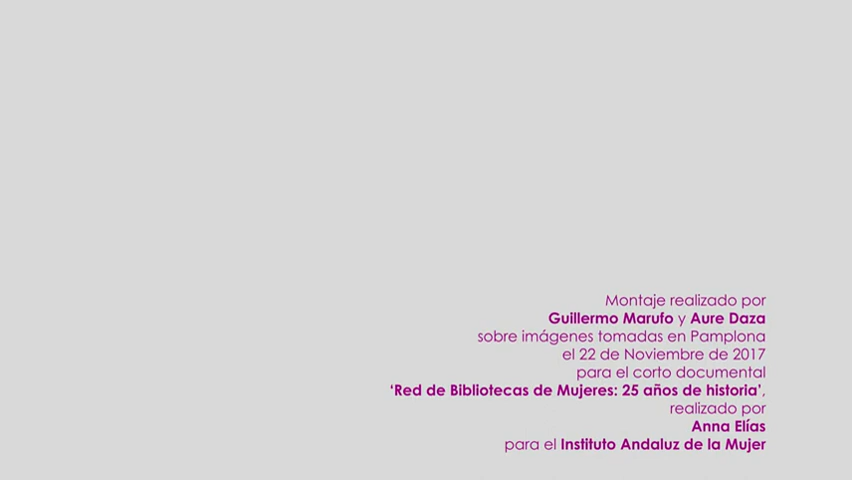 Montaje realizado por
Guillermo Marufo y Aure Daza
sobre imágenes tomadas en Pamplona
el 22 de Noviembre de 2017
para el corto documental
‘Red de Bibliotecas de Mujeres: 25 años de historia’,
realizado por
Anna Elías
para el Instituto Andaluz de la Mujer